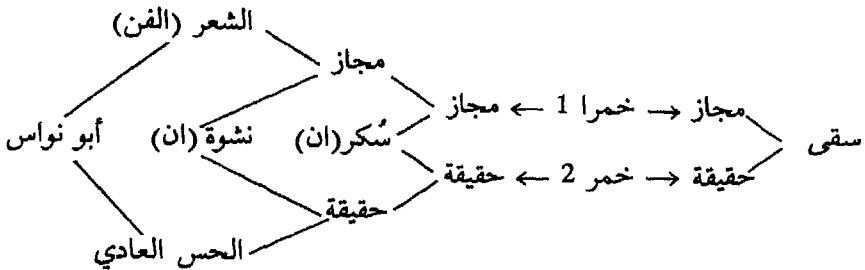 الشعر (الفن)
مجاز
مجاز ← خمرا 1 → مجاز
سقى
سُكر(ان)
نشوة (ان)
أبو نواس
حقيقة ← خمر 2 → حقيقة
حقيقة
الحس العادي